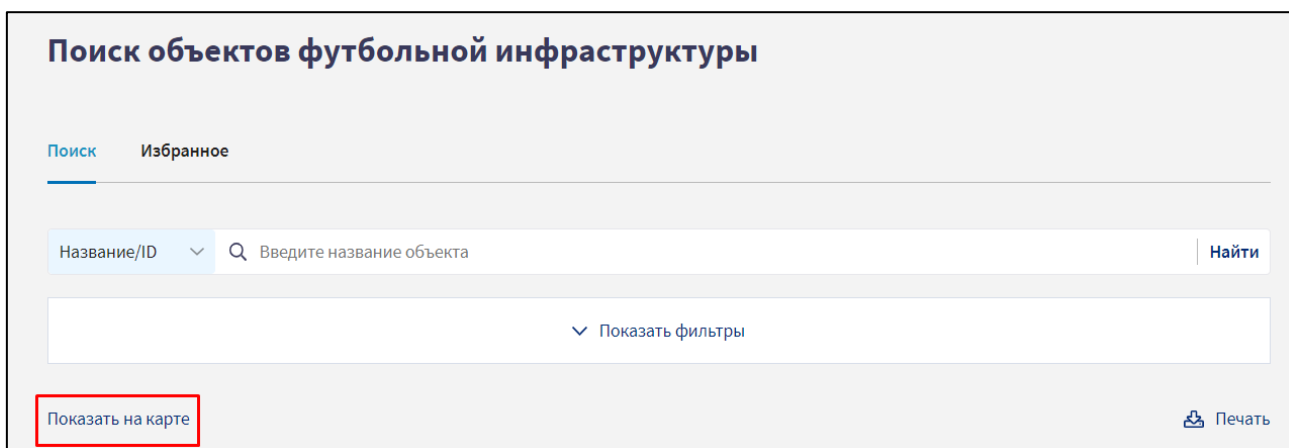 Поиск объектов футбольной инфраструктуры
Поиск Избранное
Название/ID Введите название объекта Найти
Показать фильтры
Показать на карте Печать